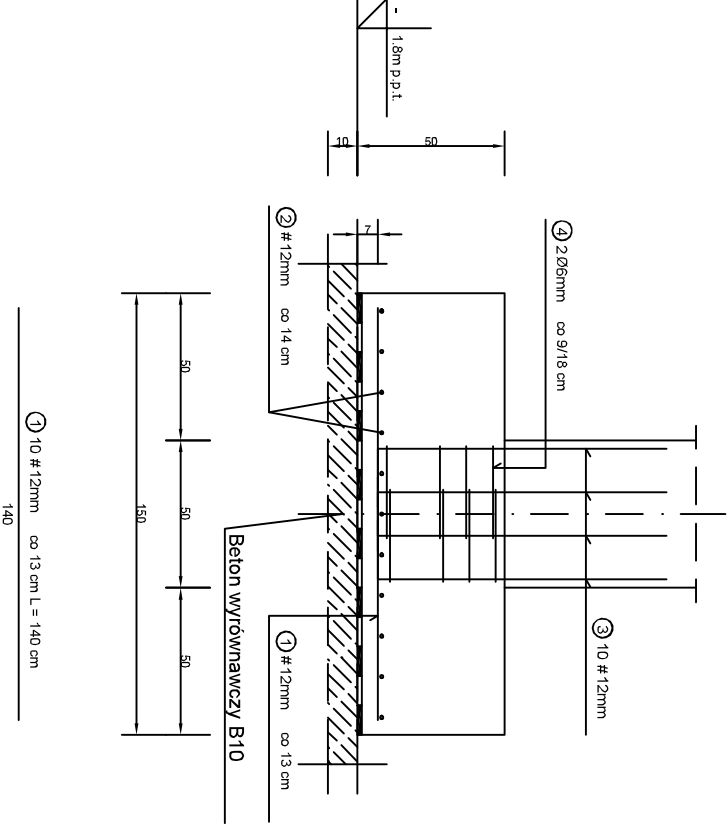 -
1.8m p.p.t.
10
50
7
② #12mm co 14 cm
④ 2Ø6mm co 9/18 cm
③ 10 #12mm
① #12mm co 13 cm
Beton wyrównawczy B10
50
50
50
150
① 10 #12mm co 13 cm L = 140 cm
140